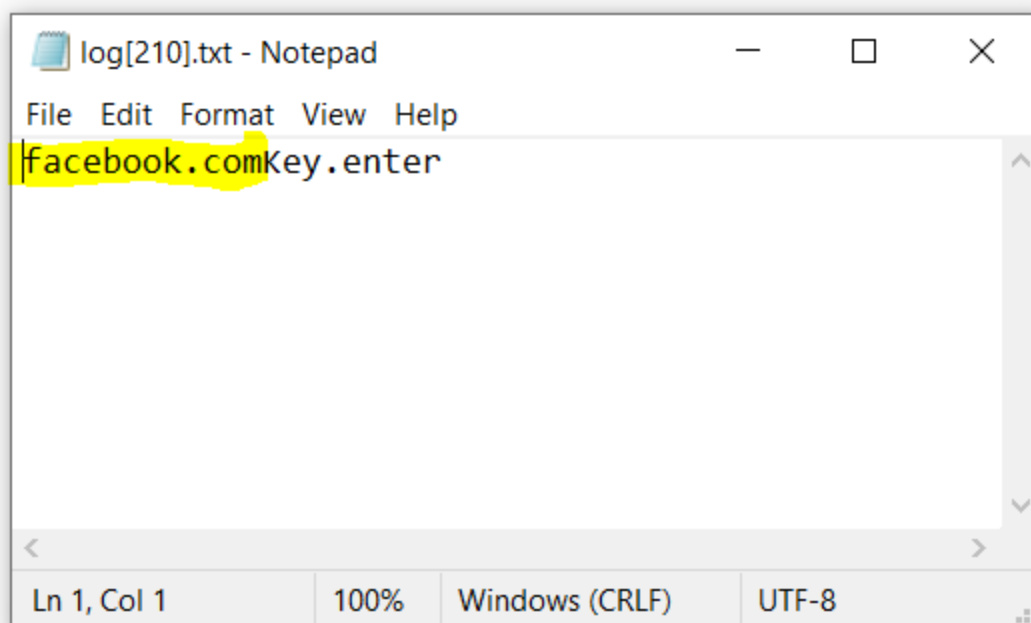 log[210].txt - Notepad
File Edit Format View Help
facebook.comKey.enter
Ln 1, Col 1 100% Windows (CRLF) UTF-8